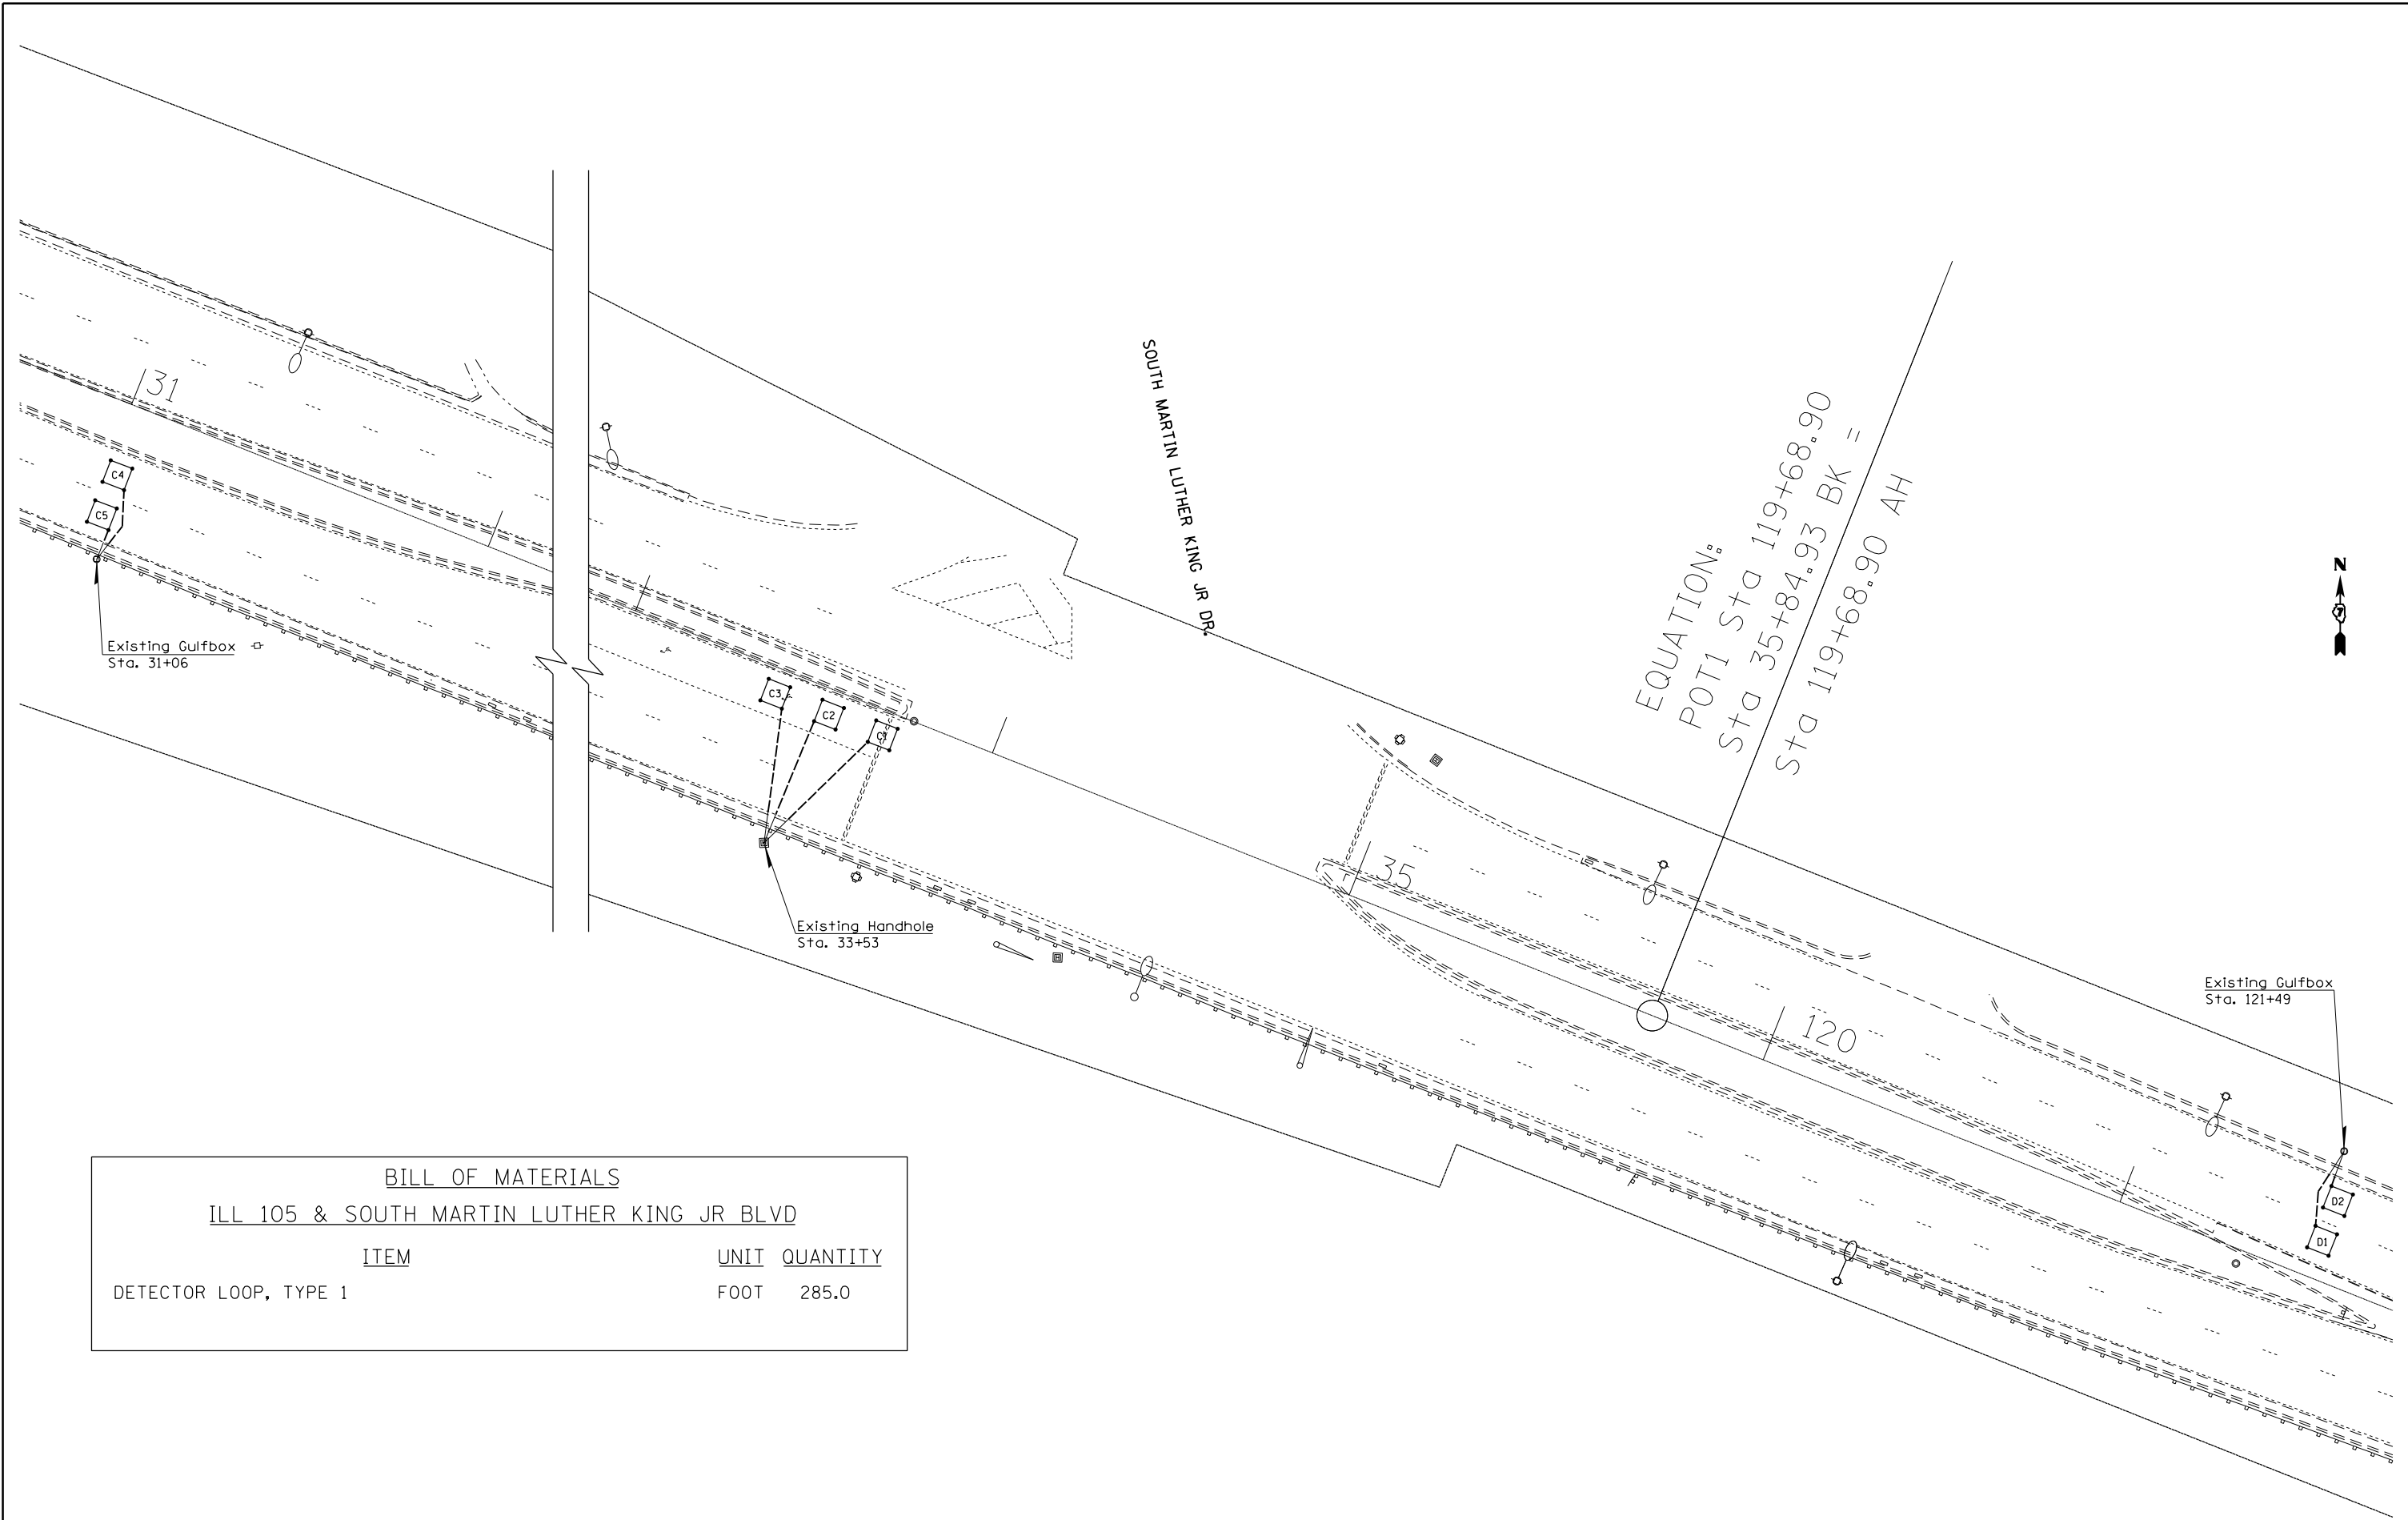 31
C4
C5
Existing Gulfbox
Sta. 31+06
C3
C2
C1
Existing Handhole
Sta. 33+53
SOUTH MARTIN LUTHER KING JR DR.
EQUATION:
POT1 Sta 119+68.90
Sta 35+84.93 BK =
Sta 119+68.90 AH
N
35
120
Existing Gulfbox
Sta. 121+49
D2
D1
BILL OF MATERIALS
ILL 105 & SOUTH MARTIN LUTHER KING JR BLVD
ITEM UNIT QUANTITY
DETECTOR LOOP, TYPE 1 FOOT 285.0